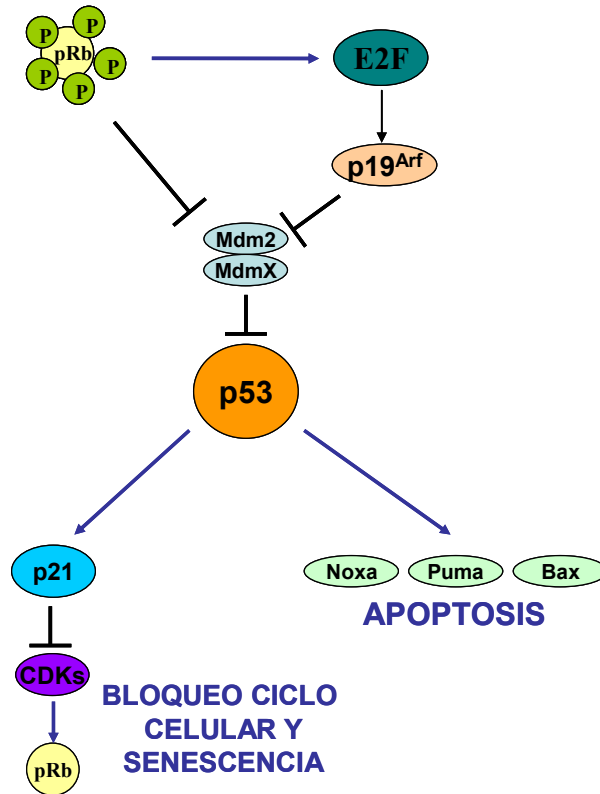 P
P
P
pRb
P
P
E2F
p19Arf
Mdm2
MdmX
p53
p21
Noxa Puma Bax
APOPTOSIS
CDKs
BLOQUEO CICLO
CELULAR Y
SENESCENCIA
pRb